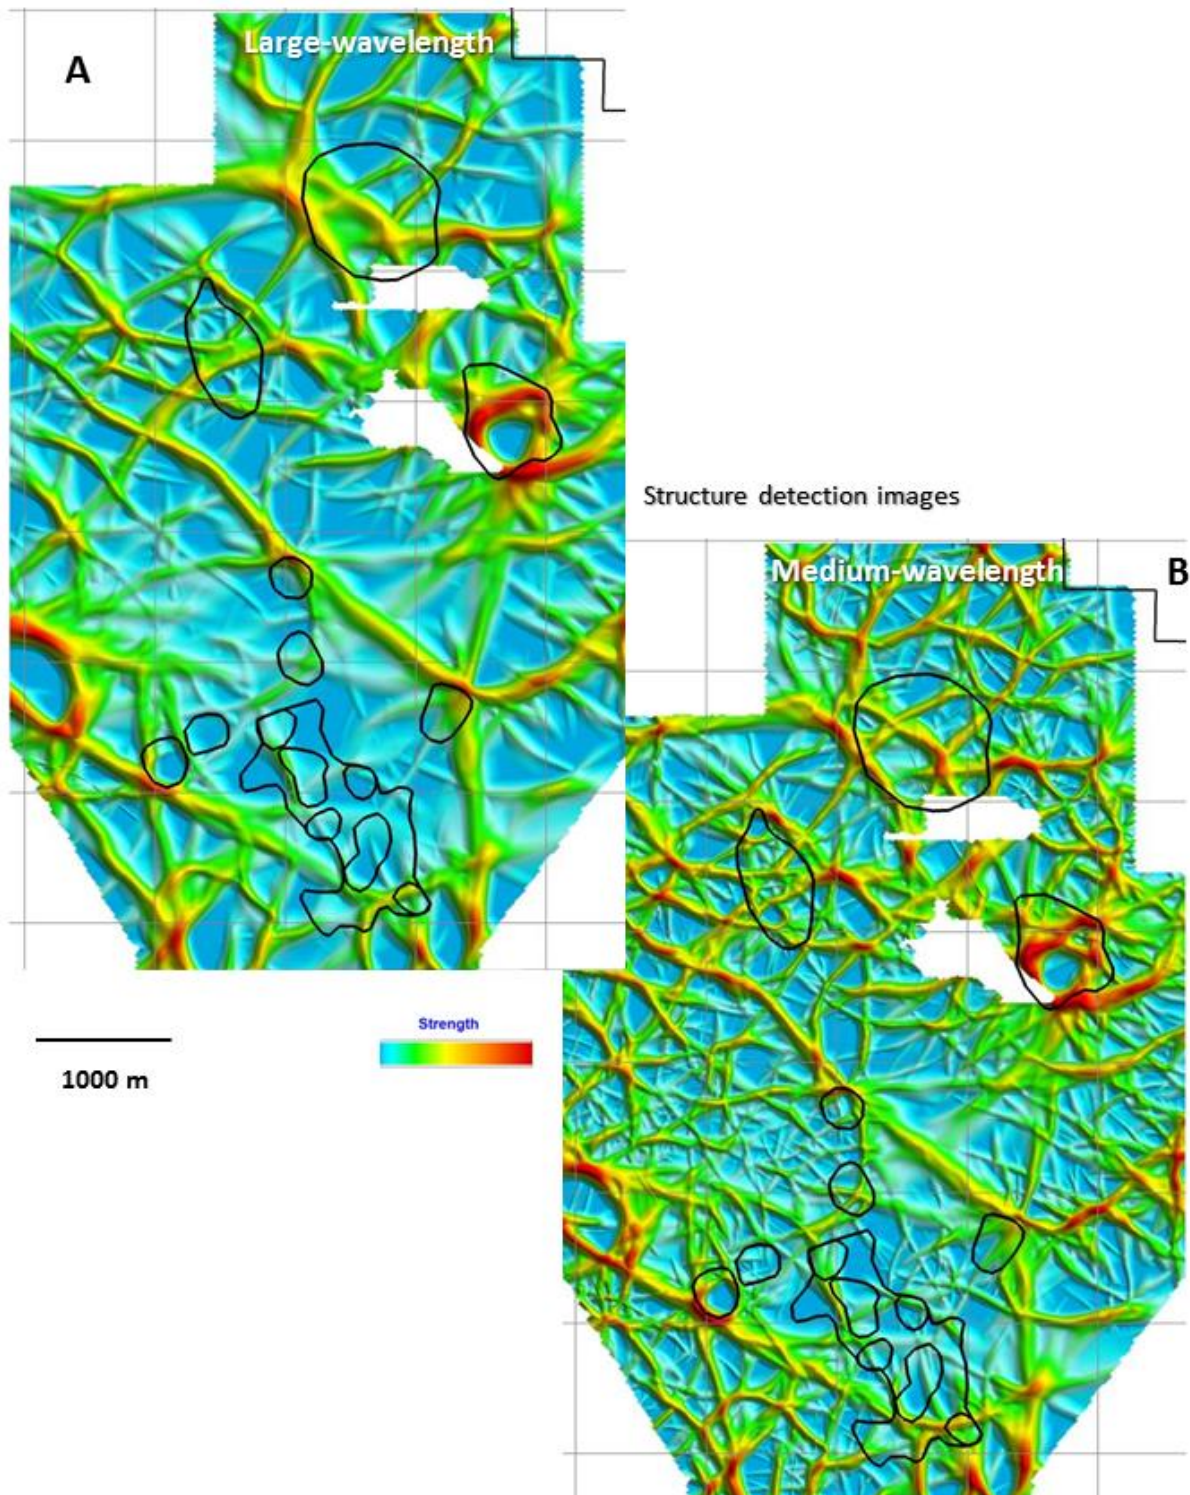 A
Large-wavelength
Structure detection images
Medium-wavelength
B
Strength
1000 m